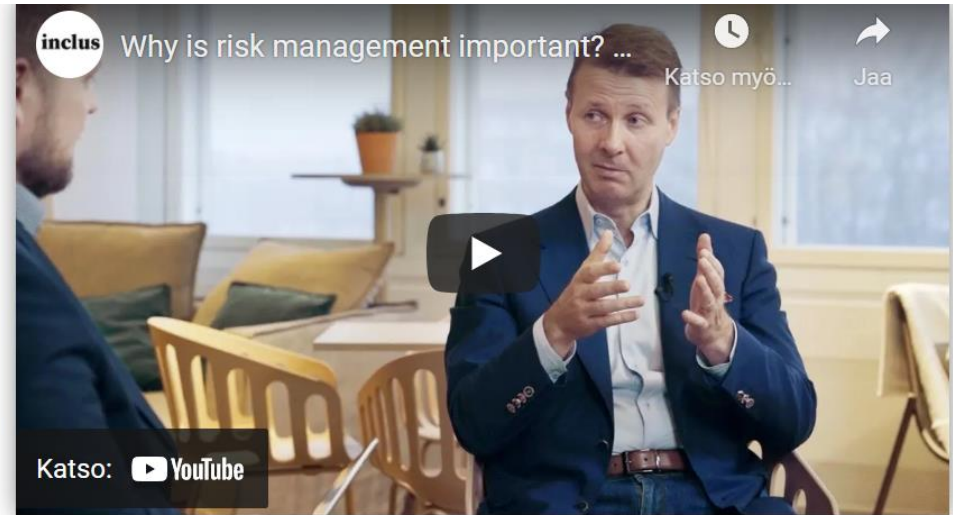 inclus
Why is risk management important? ...
Katso myö...
Jaa
Katso: YouTube